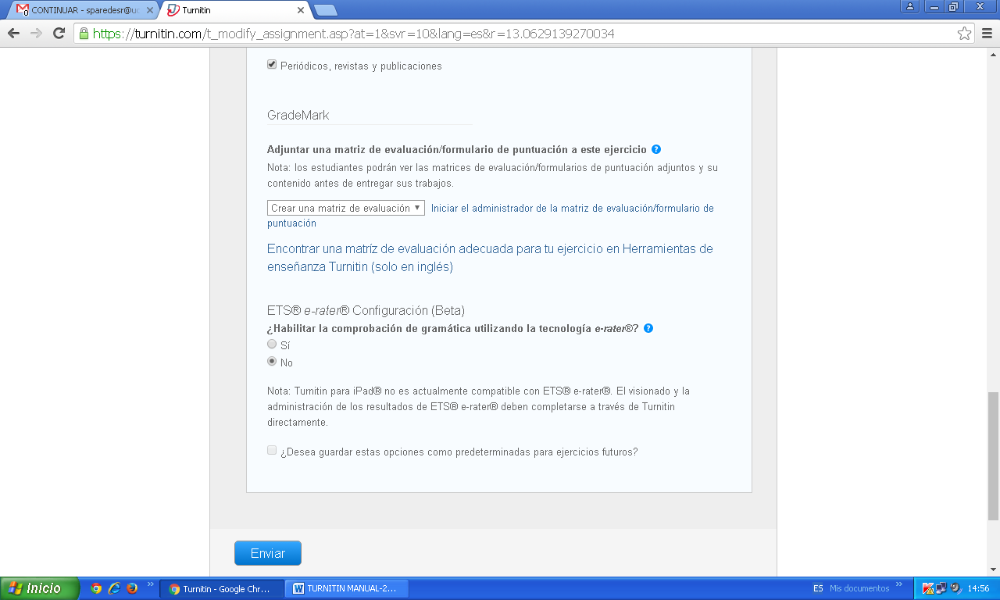 CONTINUAR - sparedesr@uc
Turnitin
https://turnitin.com/t_modify_assignment.asp?at=1&svr=10&lang=es&r=13.0629139270034
Periódicos, revistas y publicaciones
GradeMark
Adjuntar una matriz de evaluación/formulario de puntuación a este ejercicio ?
Nota: los estudiantes podrán ver las matrices de evaluación/formularios de puntuación adjuntos y su
contenido antes de entregar sus trabajos.
Crear una matriz de evaluación Iniciar el administrador de la matriz de evaluación/formulario de
puntuación
Encontrar una matríz de evaluación adecuada para tu ejercicio en Herramientas de
enseñanza Turnitin (solo en inglés)
ETS® e-rater® Configuración (Beta)
¿Habilitar la comprobación de gramática utilizando la tecnología e-rater®? ?
Sí
No
Nota: Turnitin para iPad® no es actualmente compatible con ETS® e-rater®. El visionado y la
administración de los resultados de ETS® e-rater® deben completarse a través de Turnitin
directamente.
¿Desea guardar estas opciones como predeterminadas para ejercicios futuros?
Enviar
Inicio
Turnitin - Google Chr...
TURNITIN MANUAL-2...
ES
Mis documentos
14:56